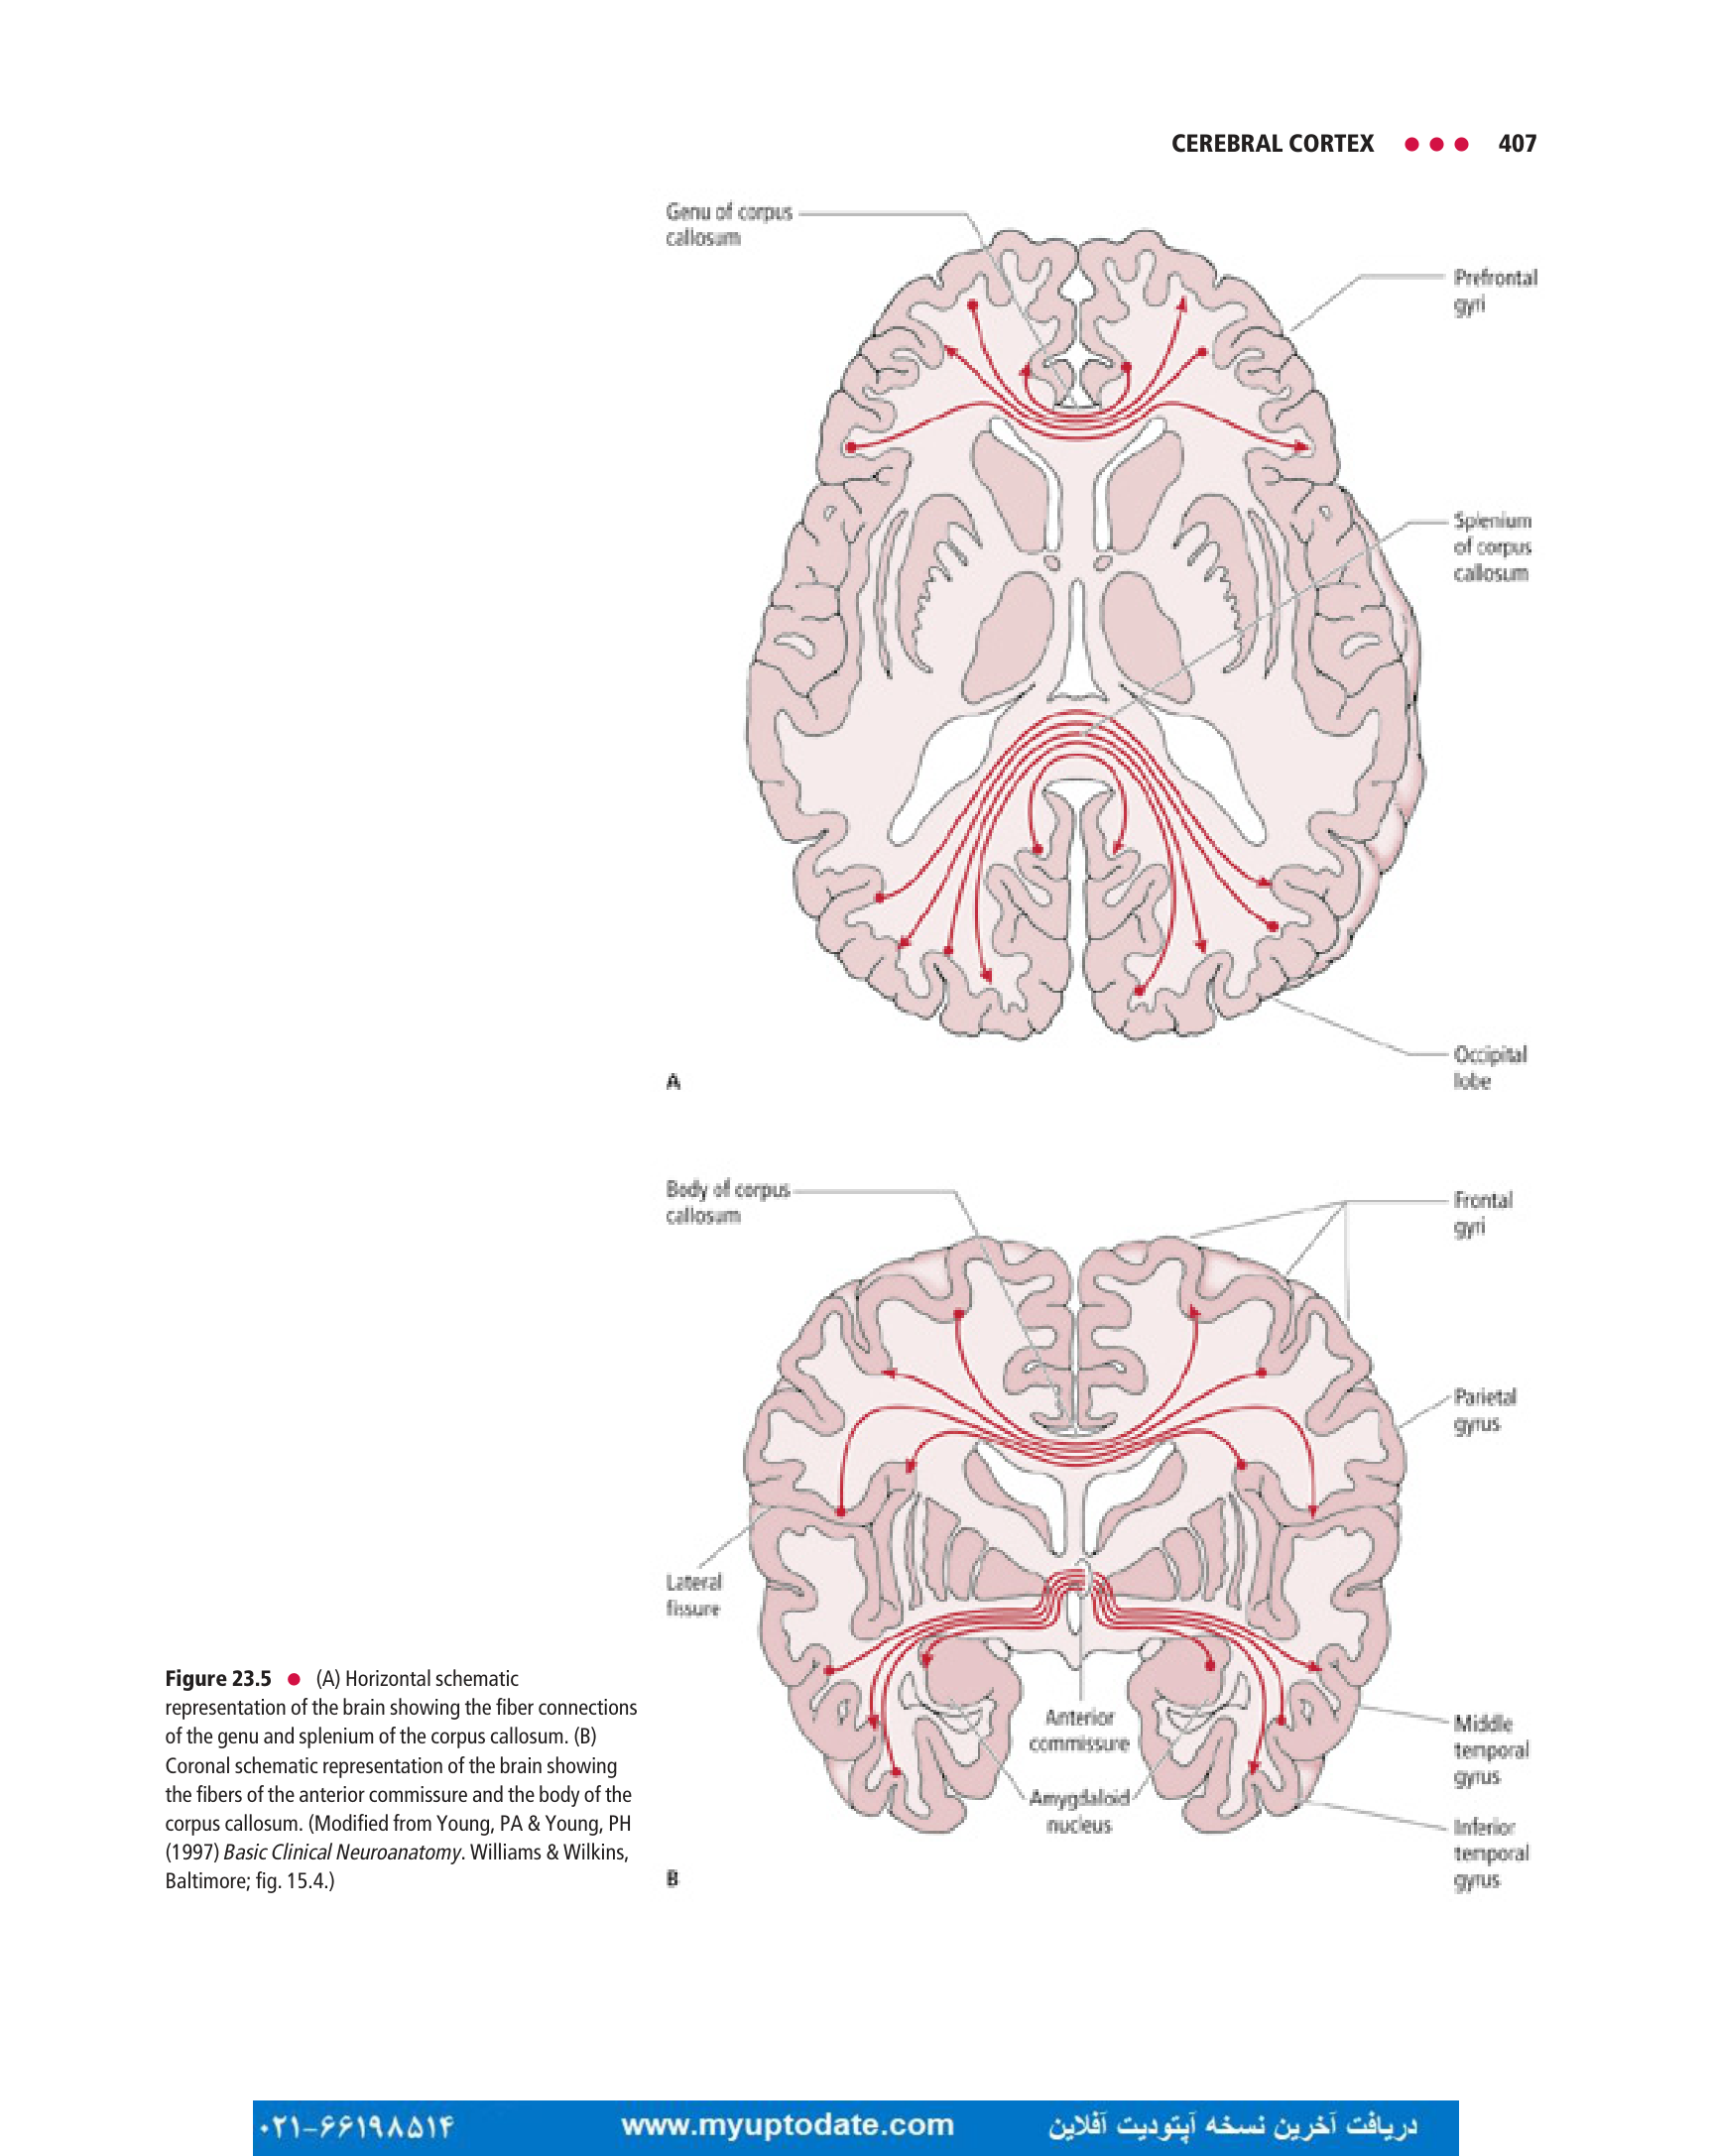 CEREBRAL CORTEX ● ● ● 407
Genu of corpus
callosum
Prefrontal
gyri
Splenium
of corpus
callosum
Occipital
lobe
A
Body of corpus
callosum
Frontal
gyri
Parietal
gyrus
Lateral
fissure
Anterior
commissure
Amygdaloid
nucleus
Middle
temporal
gyrus
Inferior
temporal
gyrus
B
Figure 23.5 ● (A) Horizontal schematic
representation of the brain showing the fiber connections
of the genu and splenium of the corpus callosum. (B)
Coronal schematic representation of the brain showing
the fibers of the anterior commissure and the body of the
corpus callosum. (Modified from Young, PA & Young, PH
(1997) Basic Clinical Neuroanatomy. Williams & Wilkins,
Baltimore; fig. 15.4.)
۰۲۱-۶۶۱۹۸۵۱۴ www.myuptodate.com دریافت آخرین نسخه آپتودیت آفلاین